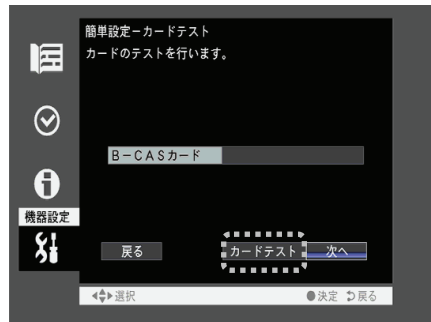 簡単設定－カードテスト
カードのテストを行います。
B－CASカード
機器設定
戻る
カードテスト
次へ
選択
決定
戻る